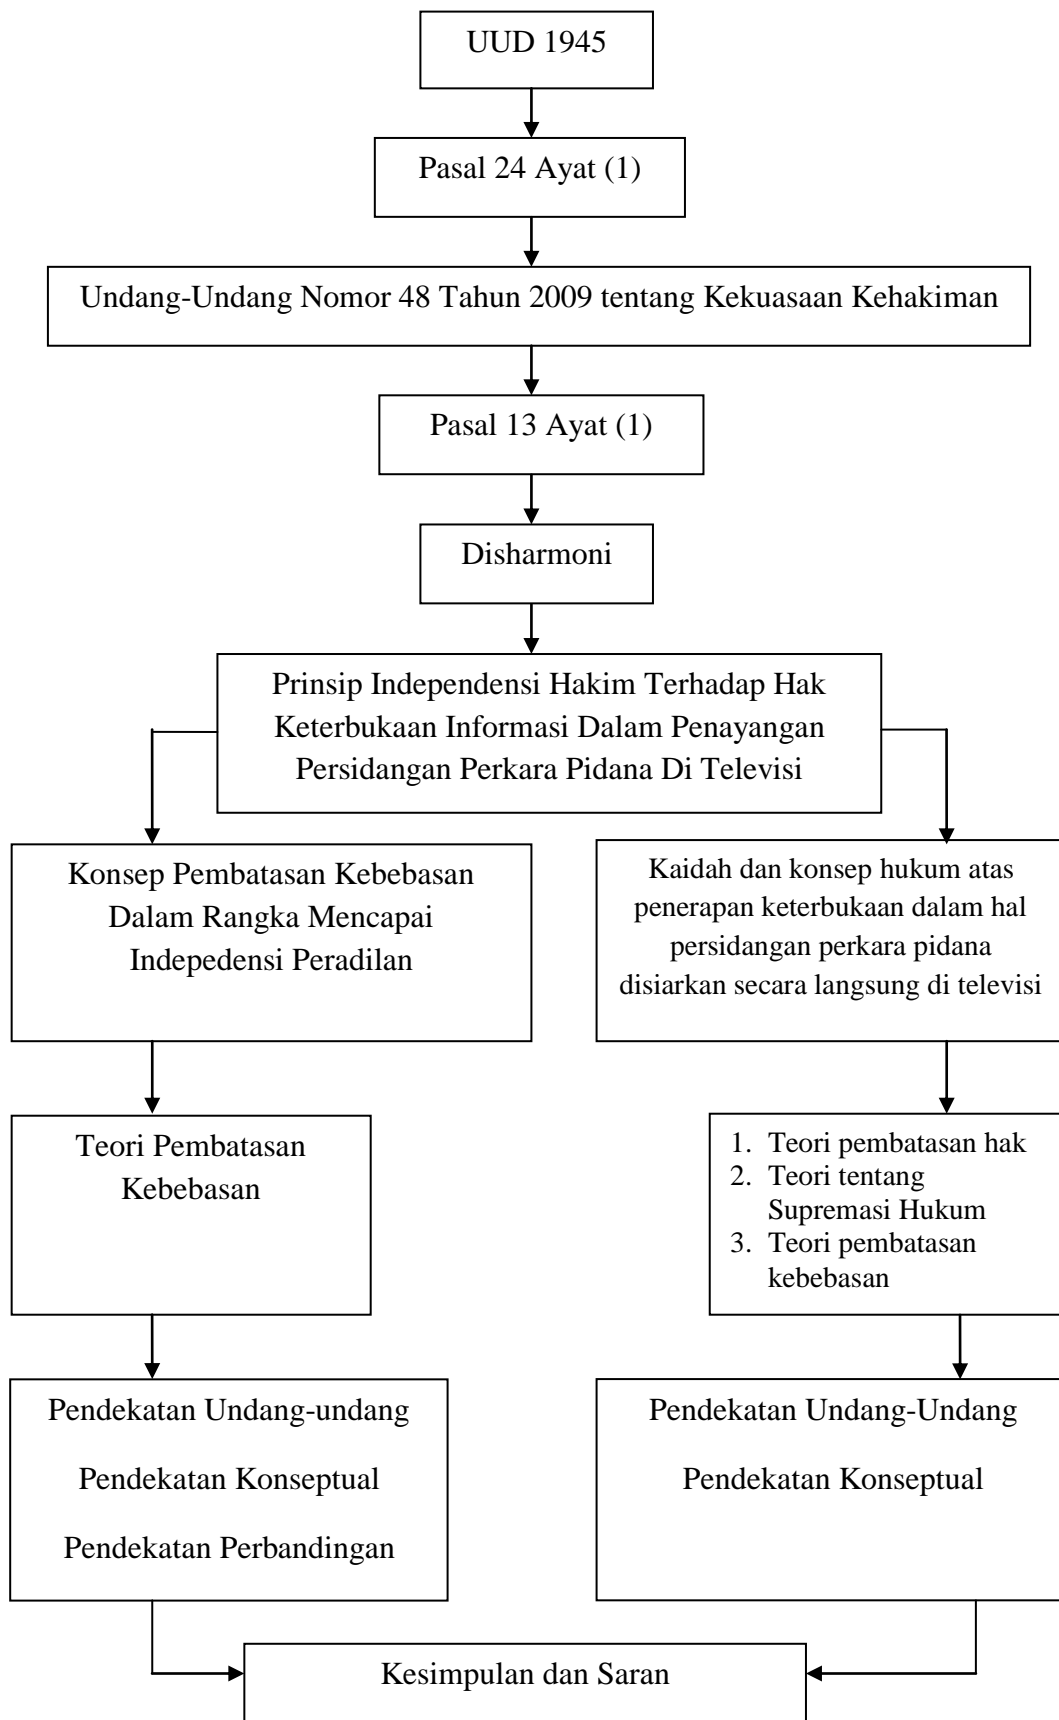 UUD 1945
Pasal 24 Ayat (1)
Undang-Undang Nomor 48 Tahun 2009 tentang Kekuasaan Kehakiman
Pasal 13 Ayat (1)
Disharmoni
Prinsip Independensi Hakim Terhadap Hak
Keterbukaan Informasi Dalam Penayangan
Persidangan Perkara Pidana Di Televisi
Konsep Pembatasan Kebebasan
Dalam Rangka Mencapai
Indepedensi Peradilan
Kaidah dan konsep hukum atas
penerapan keterbukaan dalam hal
persidangan perkara pidana
disiarkan secara langsung di televisi
Teori Pembatasan
Kebebasan
1. Teori pembatasan hak
2. Teori tentang
Supremasi Hukum
3. Teori pembatasan
kebebasan
Pendekatan Undang-undang
Pendekatan Konseptual
Pendekatan Perbandingan
Pendekatan Undang-Undang
Pendekatan Konseptual
Kesimpulan dan Saran